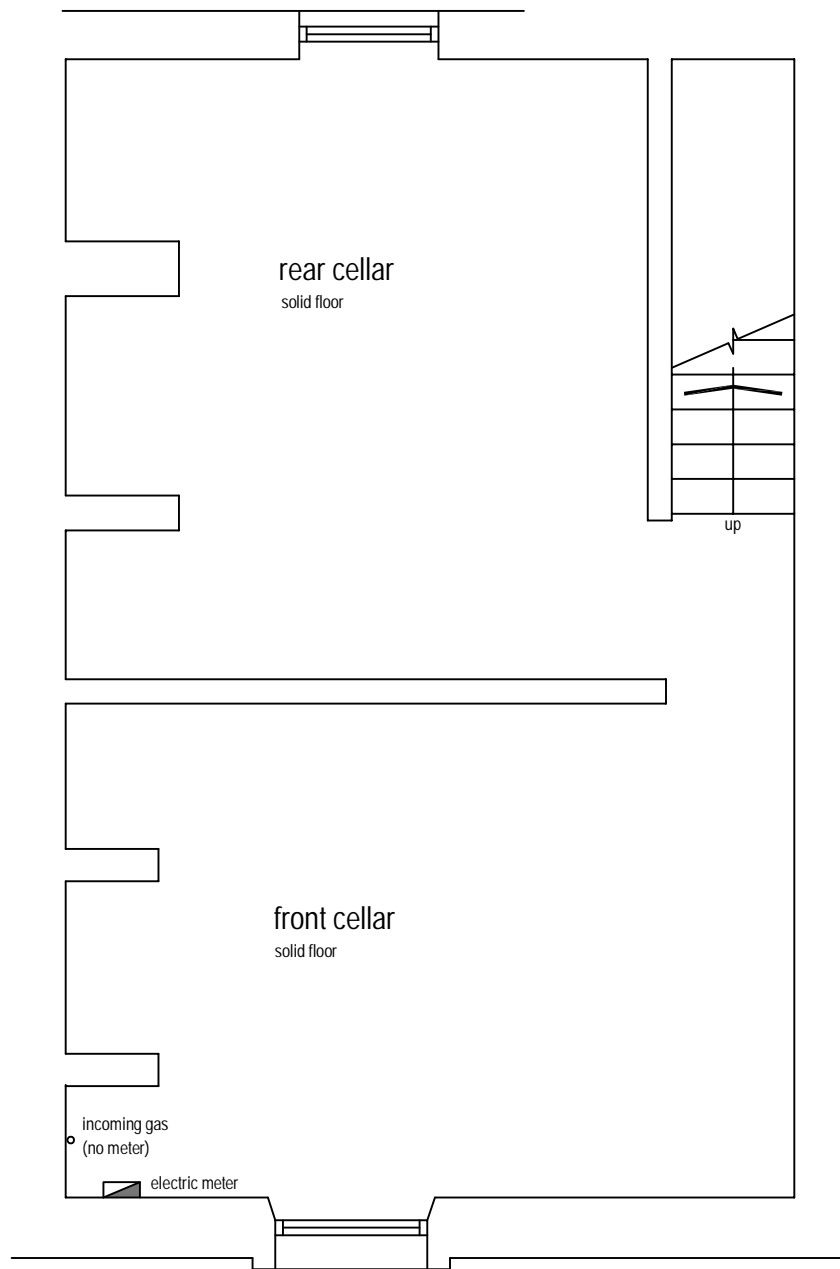 rear cellar
solid floor
up
front cellar
solid floor
incoming gas
(no meter)
electric meter